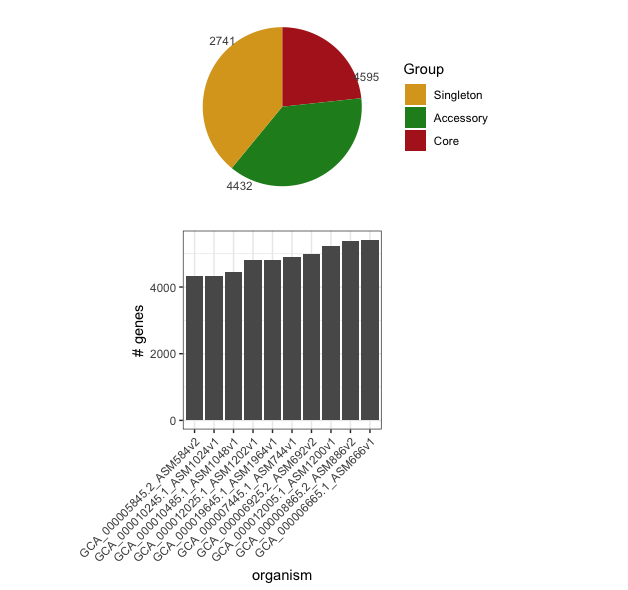 2741
4595
4432
Group
Singleton
Accessory
Core
# genes
4000
2000
0
GCA_000005845.2_ASM584v2
GCA_000010245.1_ASM1024v1
GCA_000010485.1_ASM1048v1
GCA_000012025.1_ASM1202v1
GCA_000019645.1_ASM1964v1
GCA_000007445.1_ASM744v1
GCA_000006925.2_ASM692v2
GCA_000012005.1_ASM1200v1
GCA_000008865.2_ASM886v2
GCA_000006665.1_ASM666v1
organism